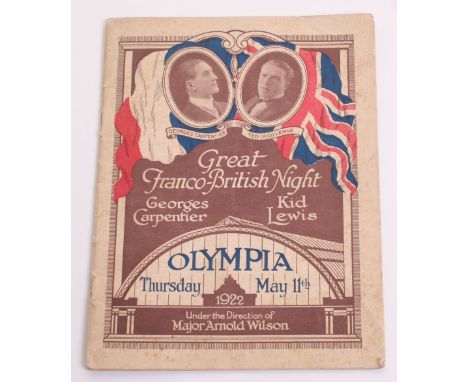 GEORGES CARPENTIER
TED (KID) LEWIS
Great
Franco-British Night
Georges Carpentier
Kid Lewis
OLYMPIA
Thursday May 11th
1922
Under the Direction of
Major Arnold Wilson